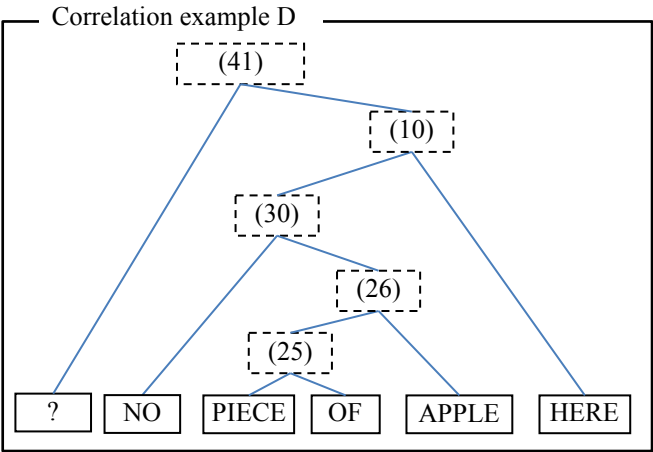 Correlation example D
(41)
(10)
(30)
(26)
(25)
? NO PIECE OF APPLE HERE